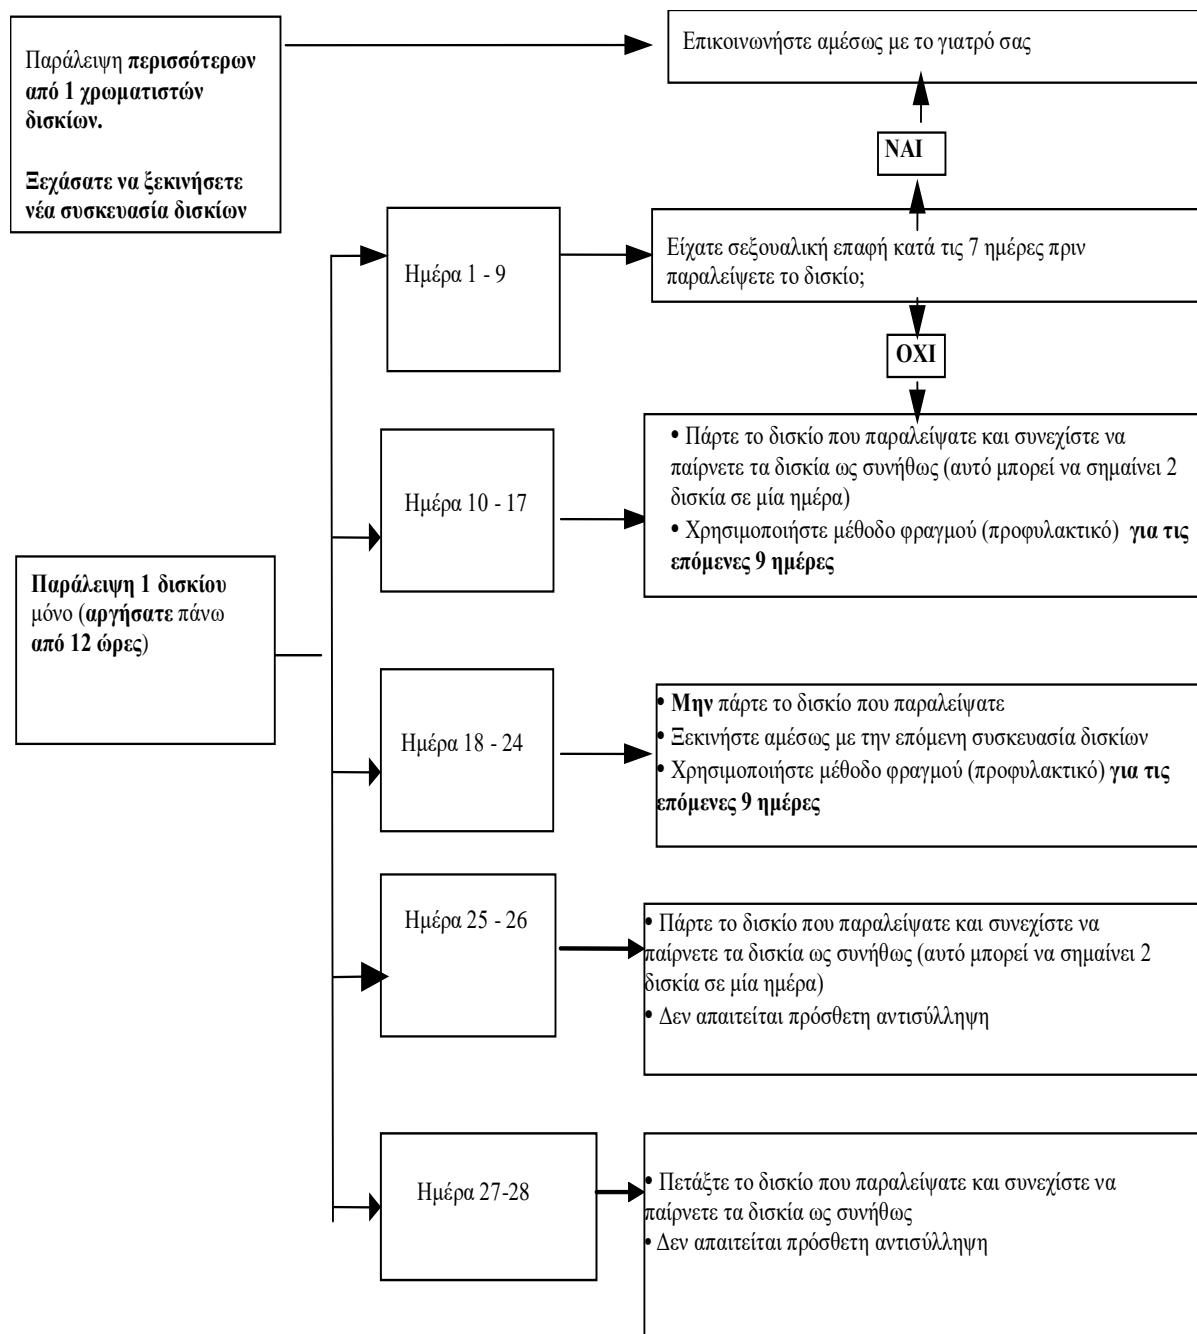 Παράλειψη περισσότερων
από 1 χρωματιστών
δισκίων.
Ξεχάσατε να ξεκινήσετε
νέα συσκευασία δισκίων
Επικοινωνήστε αμέσως με το γιατρό σας
ΝΑΙ
Ημέρα 1 - 9
Είχατε σεξουαλική επαφή κατά τις 7 ημέρες πριν
παραλείψετε το δισκίο;
ΟΧΙ
Ημέρα 10 - 17
• Πάρτε το δισκίο που παραλείψατε και συνεχίστε να
παίρνετε τα δισκία ως συνήθως (αυτό μπορεί να σημαίνει 2
δισκία σε μία ημέρα)
• Χρησιμοποιήστε μέθοδο φραγμού (προφυλακτικό) για τις
επόμενες 9 ημέρες
Παράλειψη 1 δισκίου
μόνο (αργήσατε πάνω
από 12 ώρες)
Ημέρα 18 - 24
• Μην πάρτε το δισκίο που παραλείψατε
• Ξεκινήστε αμέσως με την επόμενη συσκευασία δισκίων
• Χρησιμοποιήστε μέθοδο φραγμού (προφυλακτικό) για τις
επόμενες 9 ημέρες
Ημέρα 25 - 26
• Πάρτε το δισκίο που παραλείψατε και συνεχίστε να
παίρνετε τα δισκία ως συνήθως (αυτό μπορεί να σημαίνει 2
δισκία σε μία ημέρα)
• Δεν απαιτείται πρόσθετη αντισύλληψη
Ημέρα 27-28
• Πετάξτε το δισκίο που παραλείψατε και συνεχίστε να
παίρνετε τα δισκία ως συνήθως
• Δεν απαιτείται πρόσθετη αντισύλληψη